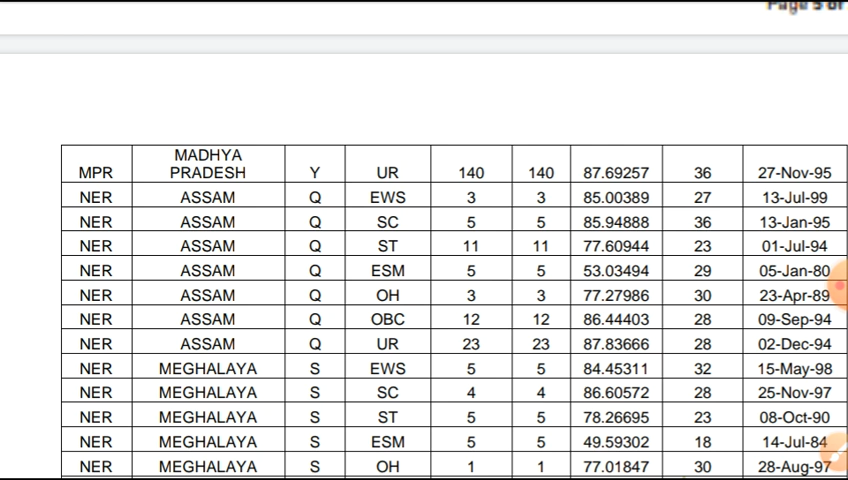 Page 5 of
MADHYA
MPR PRADESH Y UR 140 140 87.69257 36 27-Nov-95
NER ASSAM Q EWS 3 3 85.00389 27 13-Jul-99
NER ASSAM Q SC 5 5 85.94888 36 13-Jan-95
NER ASSAM Q ST 11 11 77.60944 23 01-Jul-94
NER ASSAM Q ESM 5 5 53.03494 29 05-Jan-80
NER ASSAM Q OH 3 3 77.27986 30 23-Apr-89
NER ASSAM Q OBC 12 12 86.44403 28 09-Sep-94
NER ASSAM Q UR 23 23 87.83666 28 02-Dec-94
NER MEGHALAYA S EWS 5 5 84.45311 32 15-May-98
NER MEGHALAYA S SC 4 4 86.60572 28 25-Nov-97
NER MEGHALAYA S ST 5 5 78.26695 23 08-Oct-90
NER MEGHALAYA S ESM 5 5 49.59302 18 14-Jul-84
NER MEGHALAYA S OH 1 1 77.01847 30 28-Aug-97